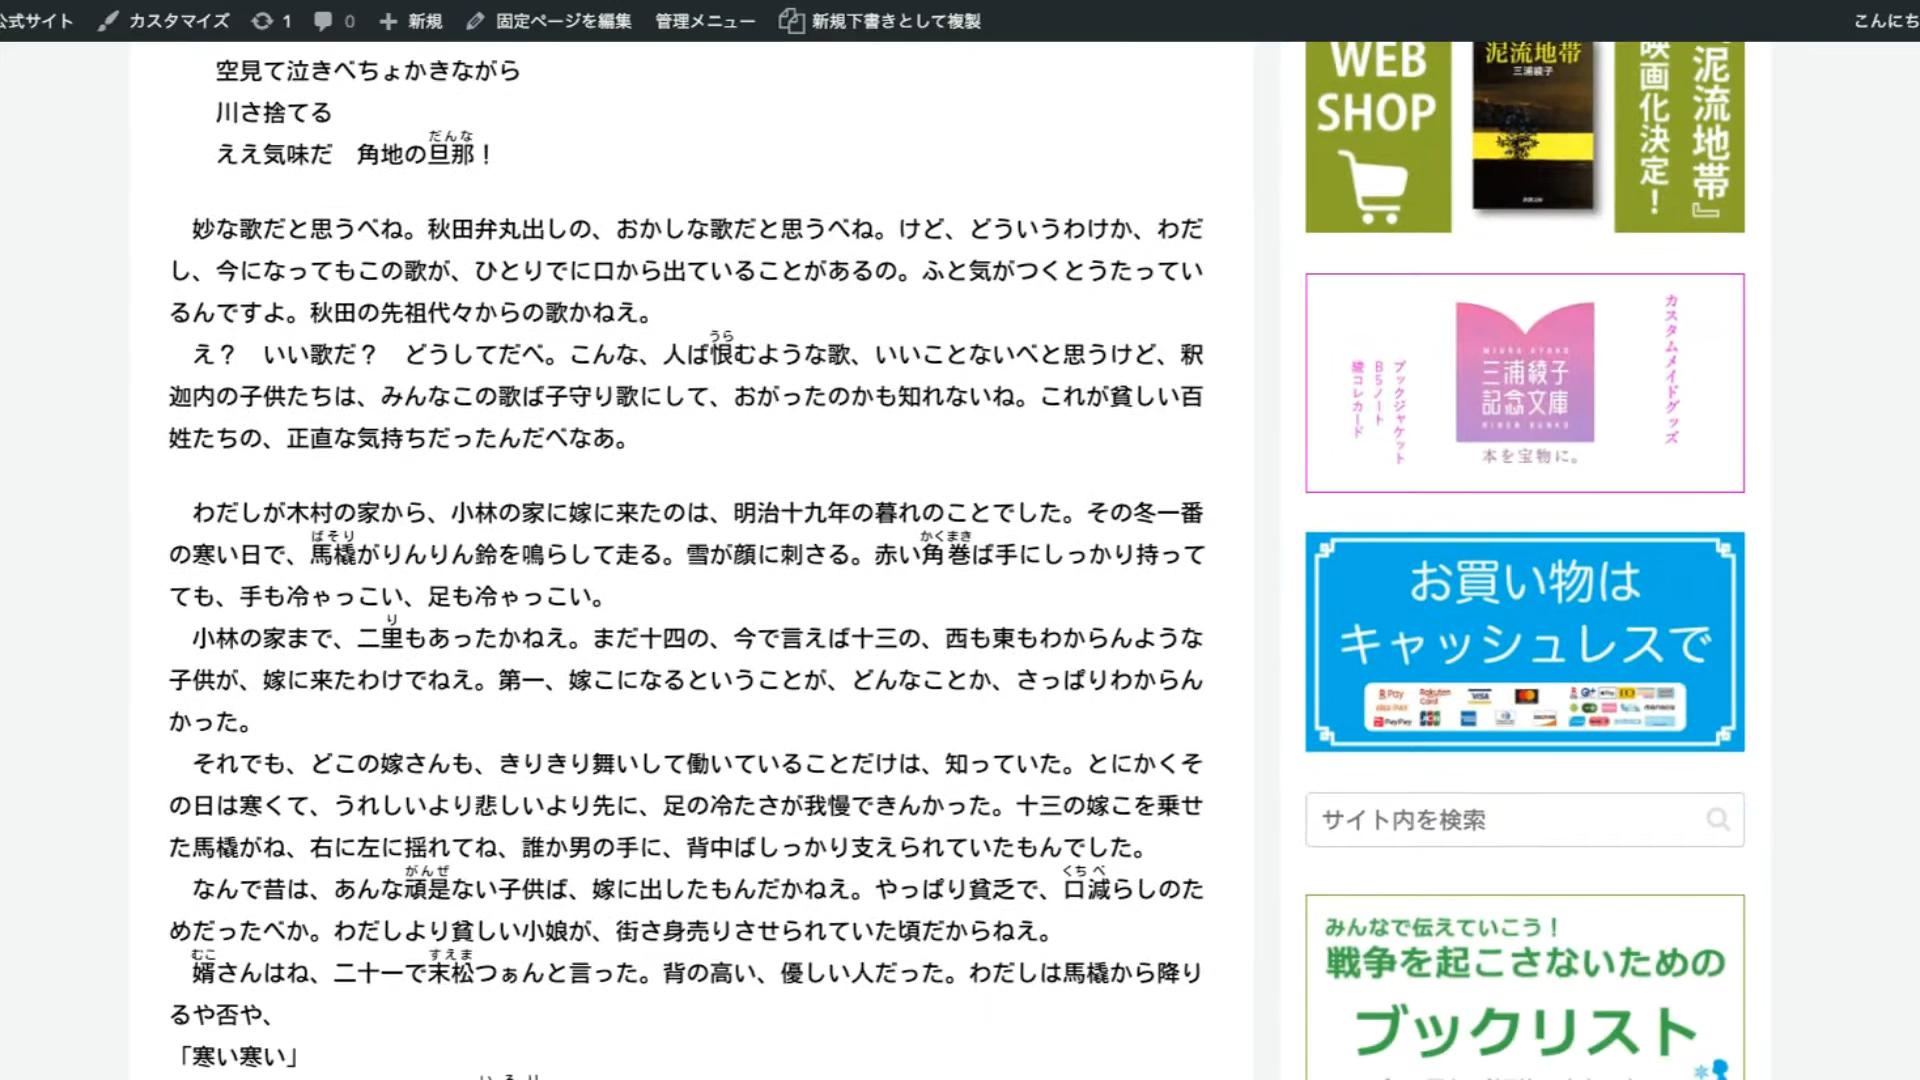 公式サイト カスタマイズ 1 0 新規 固定ページを編集 管理メニュー 新規下書きとして複製 こんにち
空見て泣きべちょかきながら
川さ捨てる
だんな
ええ気味だ　角地の旦那！
妙な歌だと思うべね。秋田弁丸出しの、おかしな歌だと思うべね。けど、どういうわけか、わだ
し、今になってもこの歌が、ひとりでに口から出ていることがあるの。ふと気がつくとうたってい
るんですよ。秋田の先祖代々からの歌かねえ。
うら
え？　いい歌だ？　どうしてだべ。こんな、人ば恨むような歌、いいことないべと思うけど、釈
迦内の子供たちは、みんなこの歌ば子守り歌にして、おがったのかも知れないね。これが貧しい百
姓たちの、正直な気持ちだったんだべなあ。
わだしが木村の家から、小林の家に嫁に来たのは、明治十九年の暮れのことでした。その冬一番
ばそり かくまき
の寒い日で、馬橇がりんりん鈴を鳴らして走る。雪が顔に刺さる。赤い角巻ば手にしっかり持って
ても、手も冷ゃっこい、足も冷ゃっこい。
り
小林の家まで、二里もあったかねえ。まだ十四の、今で言えば十三の、西も東もわからんような
子供が、嫁に来たわけでねえ。第一、嫁こになるということが、どんなことか、さっぱりわからん
かった。
それでも、どこの嫁さんも、きりきり舞いして働いていることだけは、知っていた。とにかくそ
の日は寒くて、うれしいより悲しいより先に、足の冷たさが我慢できんかった。十三の嫁こを乗せ
た馬橇がね、右に左に揺れてね、誰か男の手に、背中ばしっかり支えられていたもんでした。
がんぜ くち べ
なんで昔は、あんな頑是ない子供ば、嫁に出したもんだかねえ。やっぱり貧乏で、口減らしのた
めだったべか。わだしより貧しい小娘が、街さ身売りさせられていた頃だからねえ。
むこ すえま
婿さんはね、二十一で末松つぁんと言った。背の高い、優しい人だった。わだしは馬橇から降り
るや否や、
「寒い寒い」
WEB
SHOP
泥流地帯
三浦綾子
『泥流地帯』
映画化決定！
カスタムメイドグッズ
MIURA AYAKO
三浦綾子
記念文庫
KINEN BUNKO
本を宝物に。
ブックジャケット
B5ノート
綾コレカード
お買い物は
キャッシュレスで
R Pay
Rakuten Card
VISA
PayPay
JCB
サイト内を検索
みんなで伝えていこう！
戦争を起こさないための
ブックリスト